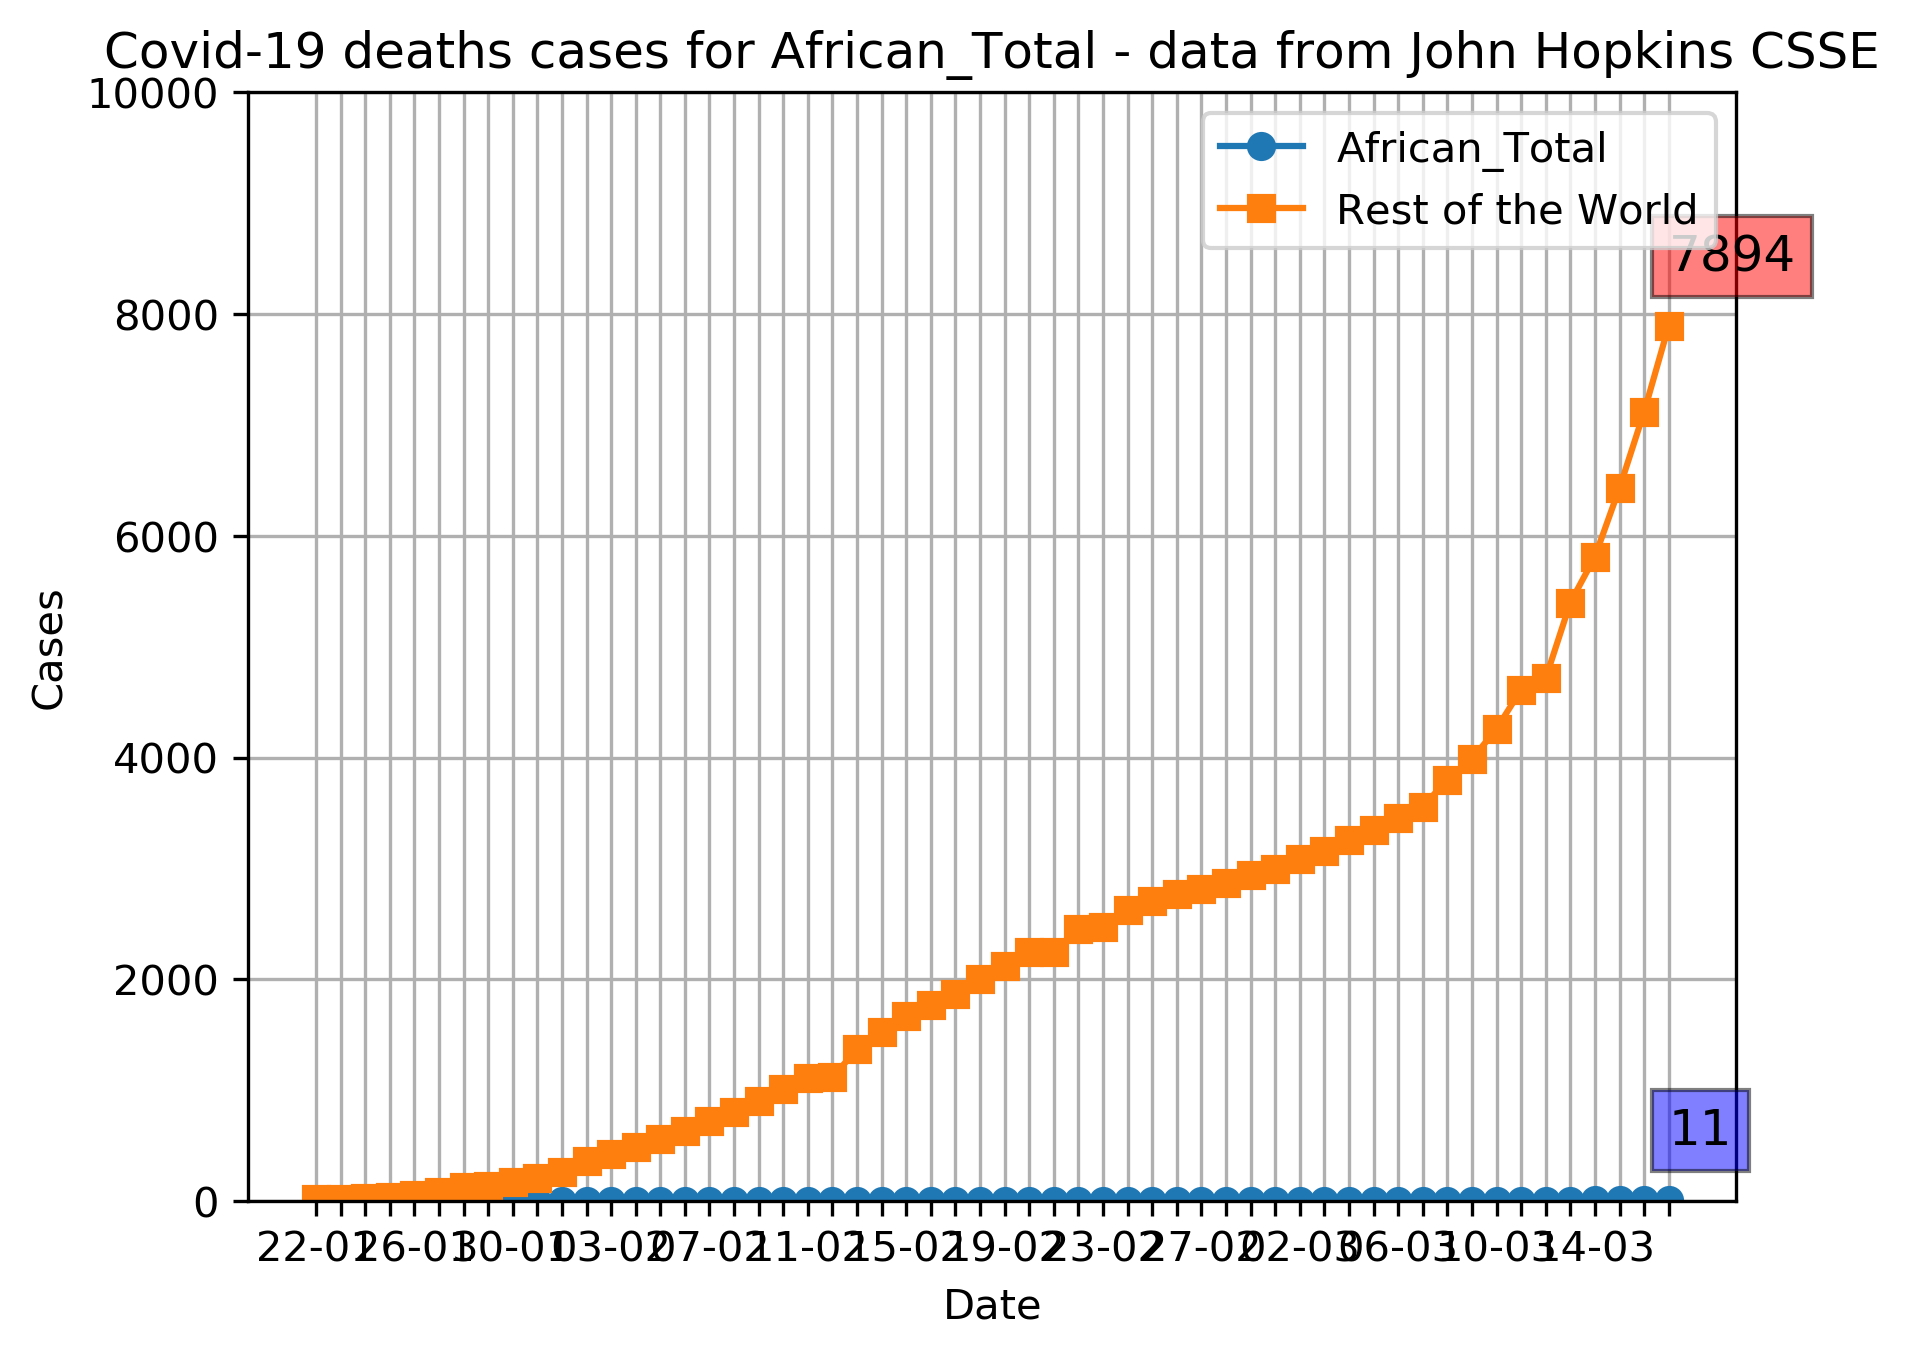 Covid-19 deaths cases for African_Total - data from John Hopkins CSSE
10000
8000
6000
4000
2000
0
Cases
African_Total
Rest of the World
7894
11
22-01 26-01 30-01 03-02 07-02 11-02 15-02 19-02 23-02 27-02 02-03 06-03 10-03 14-03
Date